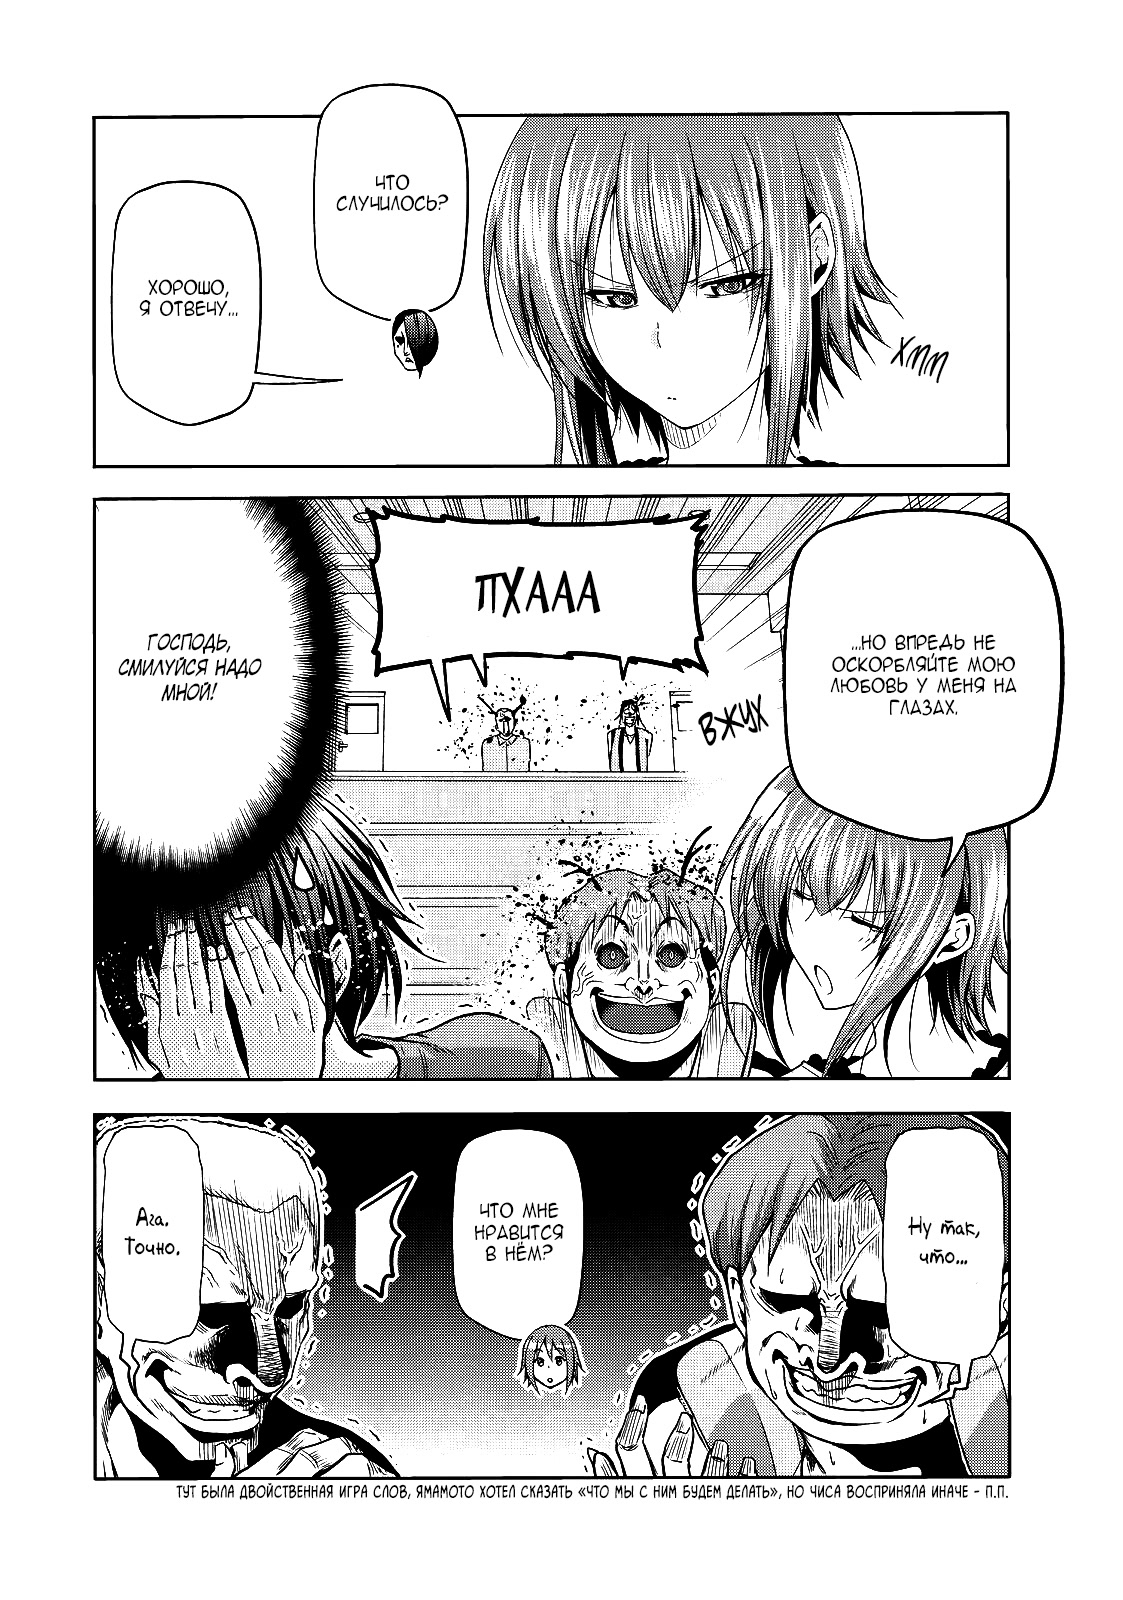 ЧТО
СЛУЧИЛОСЬ?
ХОРОШО,
Я ОТВЕЧУ...
ХПП
...НО ВПРЕДЬ НЕ
ОСКОРБЛЯЙТЕ МОЮ
ЛЮБОВЬ У МЕНЯ НА
ГЛАЗАХ.
ПХААА
ВЖУХ
ГОСПОДЬ,
СМИЛУЙСЯ НАДО
МНОЙ!
Ну так,
что...
ЧТО МНЕ
НРАВИТСЯ
В НЁМ?
Ага.
Точно.
ТУТ БЫЛА ДВОЙСТВЕННАЯ ИГРА СЛОВ, ЯМАМОТО ХОТЕЛ СКАЗАТЬ «ЧТО МЫ С НИМ БУДЕМ ДЕЛАТЬ», НО ЧИСА ВОСПРИНЯЛА ИНАЧЕ - П.П.